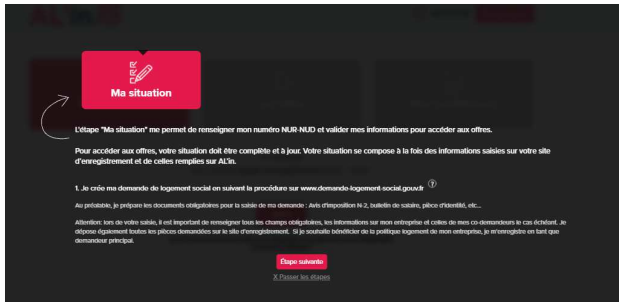 AL'in
Ma situation
L'étape "Ma situation" me permet de renseigner mon numéro NUR-NUD et valider mes informations pour accéder aux offres.
Pour accéder aux offres, votre situation doit être complète et à jour. Votre situation se compose à la fois des informations saisies sur votre site
d'enregistrement et de celles remplies sur AL'in.
1. Je crée ma demande de logement social en suivant la procédure sur www.demande-logement-social.gouv.fr ?
Au préalable, je prépare les documents obligatoires pour la saisie de ma demande : Avis d'imposition N-2, bulletin de salaire, pièce d'identité, etc...
Attention: lors de votre saisie, il est important de renseigner tous les champs obligatoires, les informations sur mon entreprise et celles de mes co-demandeurs le cas échéant. Je
dépose également toutes les pièces demandées sur le site d'enregistrement. Si je souhaite bénéficier de la politique logement de mon entreprise, je m'enregistre en tant que
demandeur principal.
Étape suivante
X Passer les étapes